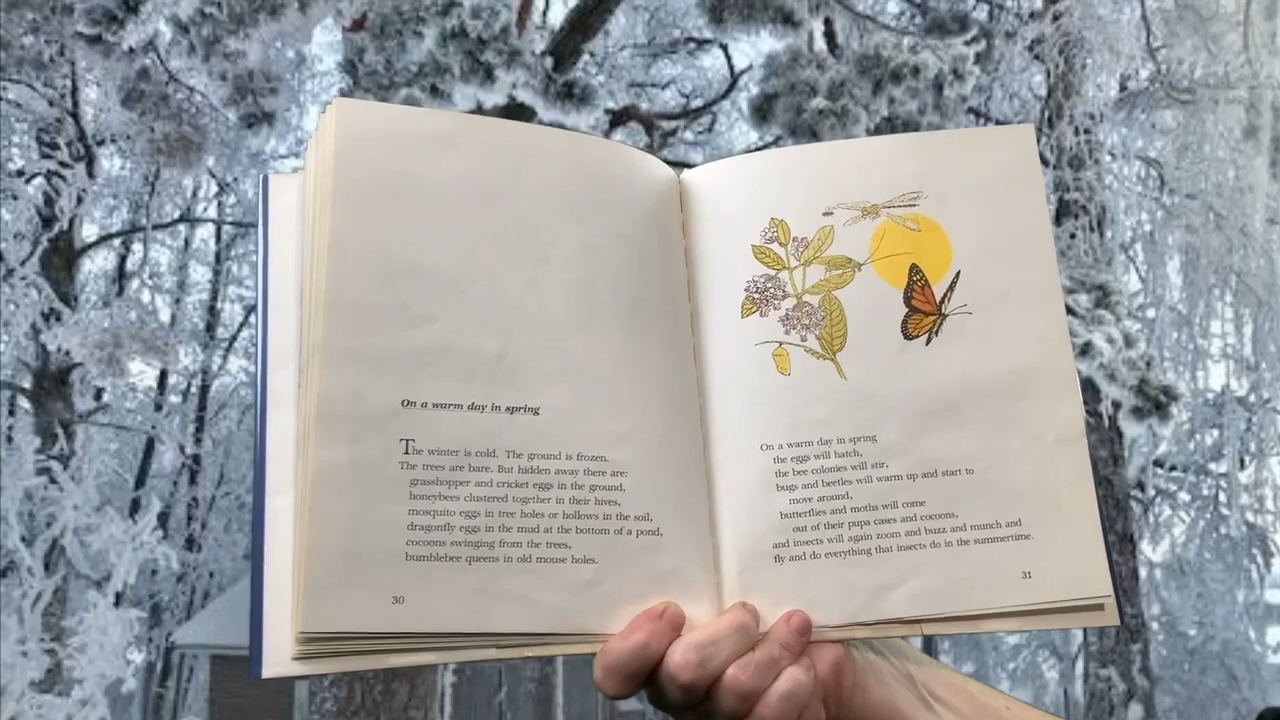 On a warm day in spring
The winter is cold. The ground is frozen.
The trees are bare. But hidden away there are:
grasshopper and cricket eggs in the ground,
honeybees clustered together in their hives,
mosquito eggs in tree holes or hollows in the soil,
dragonfly eggs in the mud at the bottom of a pond,
cocoons swinging from the trees,
bumblebee queens in old mouse holes.
30
On a warm day in spring
the eggs will hatch,
the bee colonies will stir,
bugs and beetles will warm up and start to
move around,
butterflies and moths will come
out of their pupa cases and cocoons,
and insects will again zoom and buzz and munch and
fly and do everything that insects do in the summertime.
31